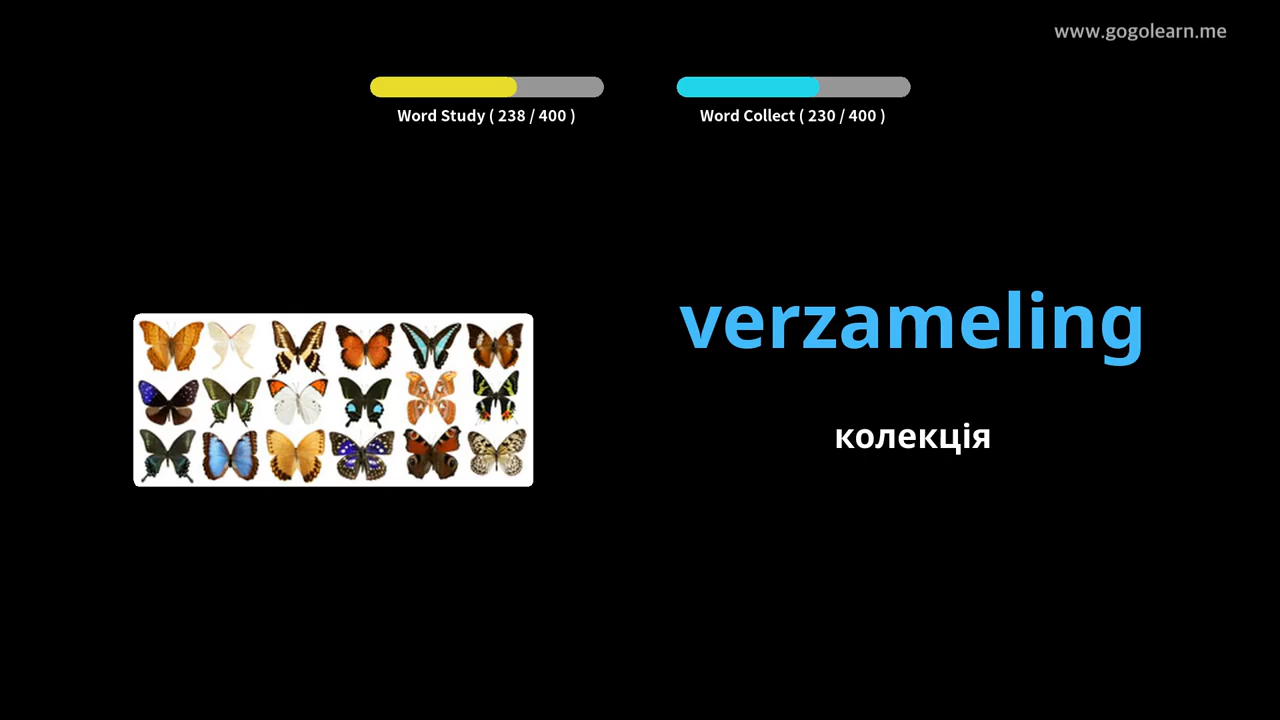 www.gogolearn.me
Word Study ( 238 / 400 )
Word Collect ( 230 / 400 )
verzameling
колекція